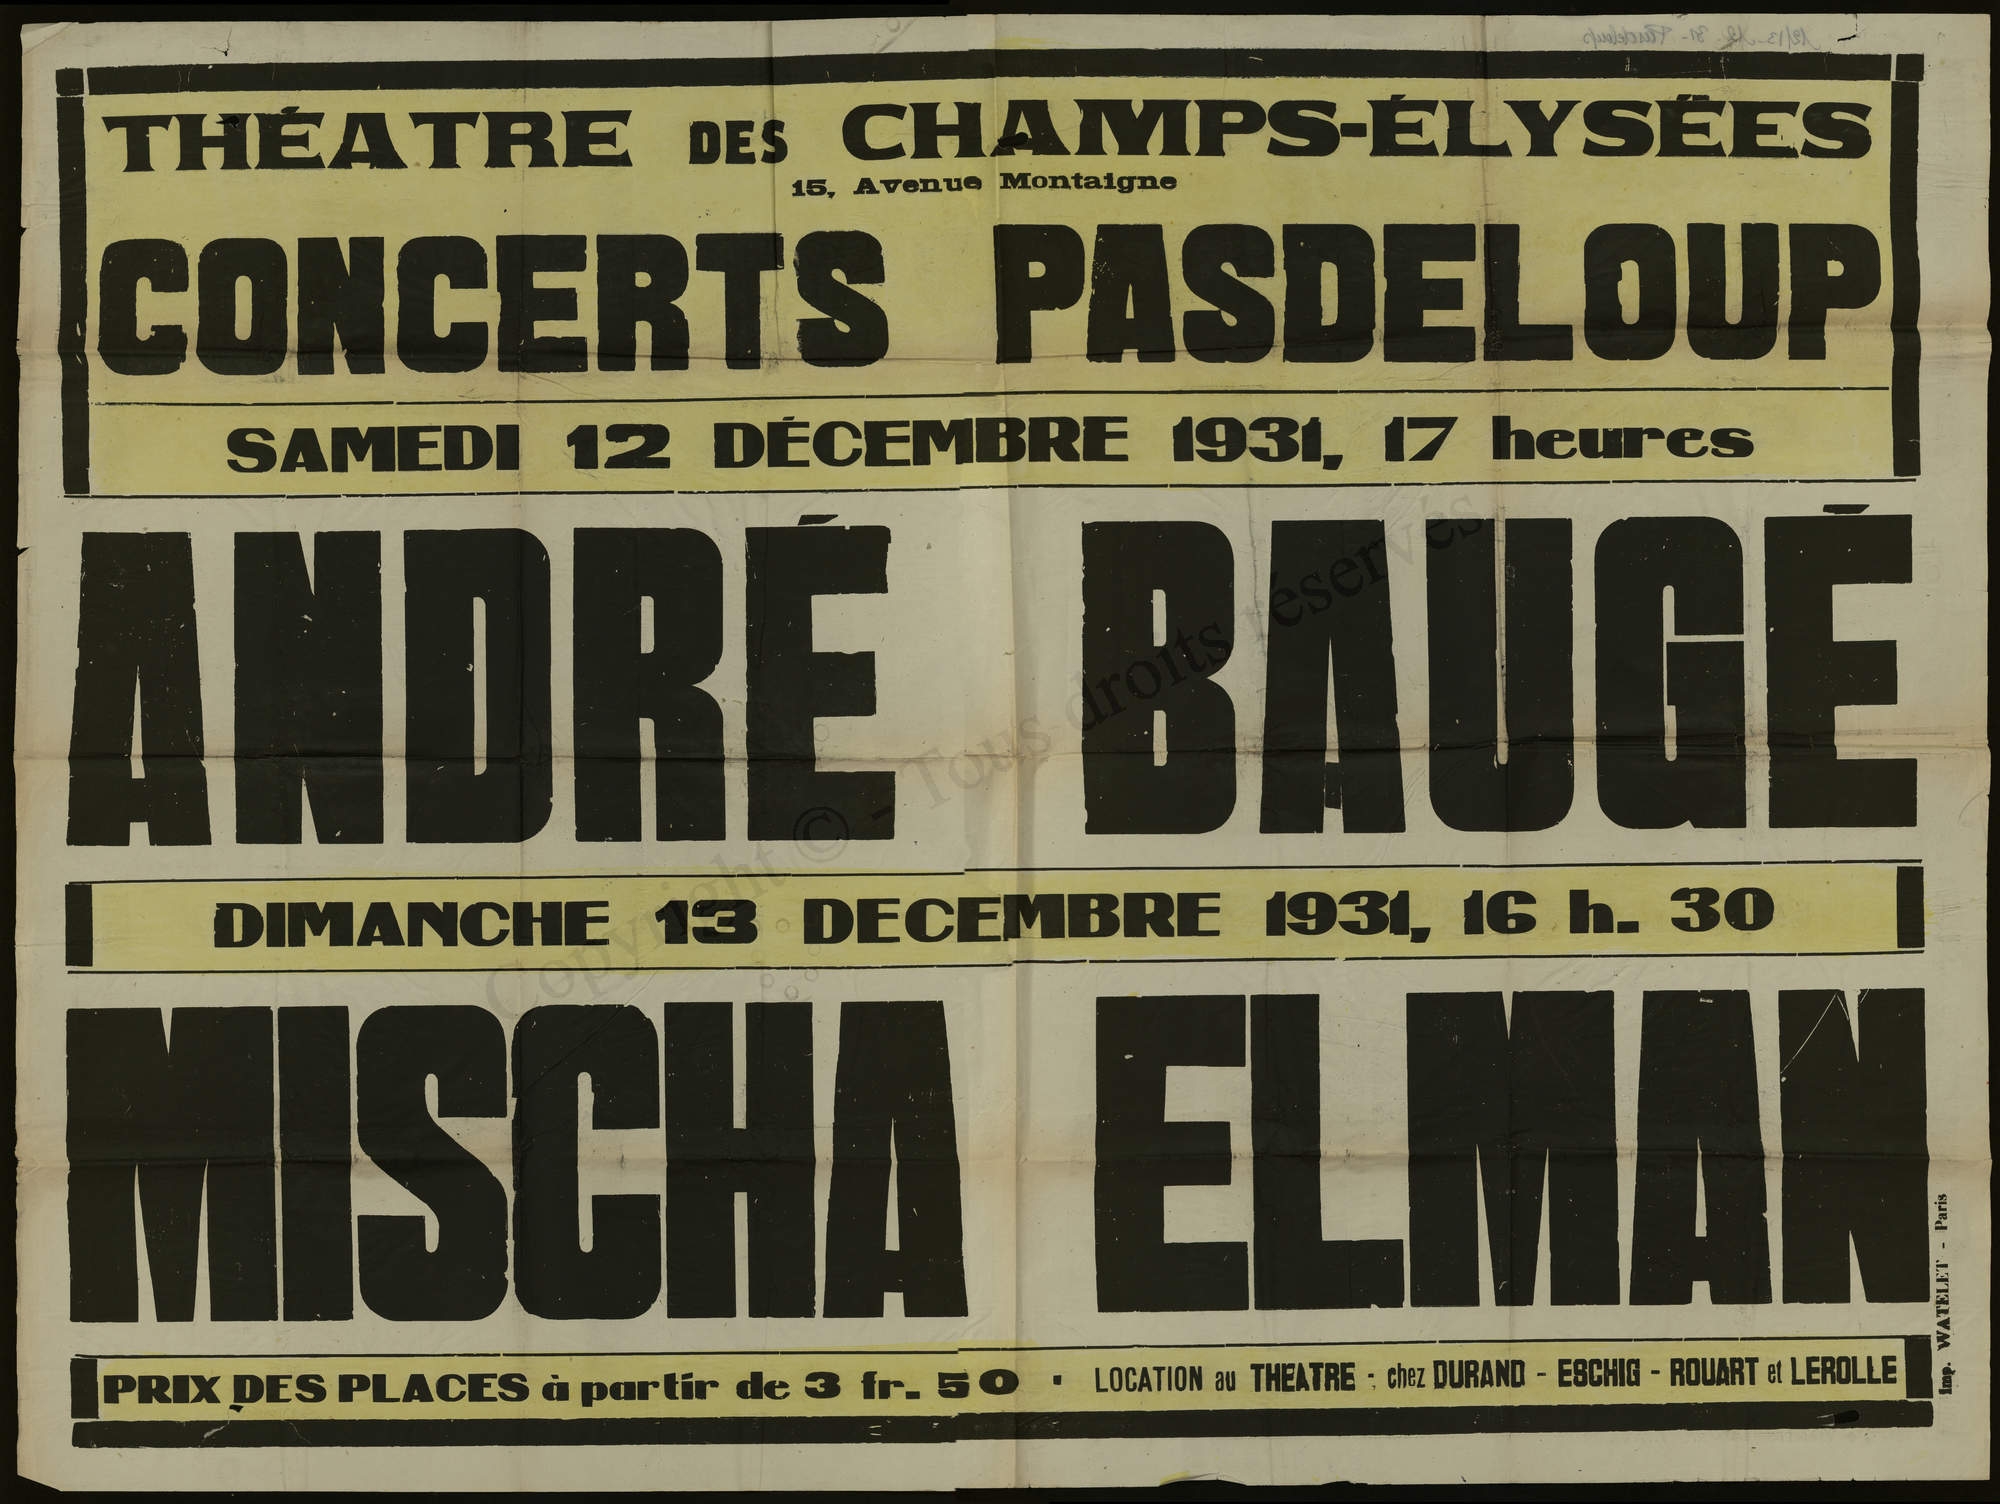 THÉATRE DES CHAMPS-ÉLYSÉES
15, Avenue Montaigne
CONCERTS PASDELOUP
SAMEDI 12 DÉCEMBRE 1931, 17 heures
ANDRÉ BAUGÉ
DIMANCHE 13 DECEMBRE 1931, 16 h. 30
MISCHA ELMAN
PRIX DES PLACES à partir de 3 fr. 50 · LOCATION au THEATRE - chez DURAND - ESCHIG - ROUART et LEROLLE
Imp. WATELET - Paris
Copyright © - Tous droits réservés